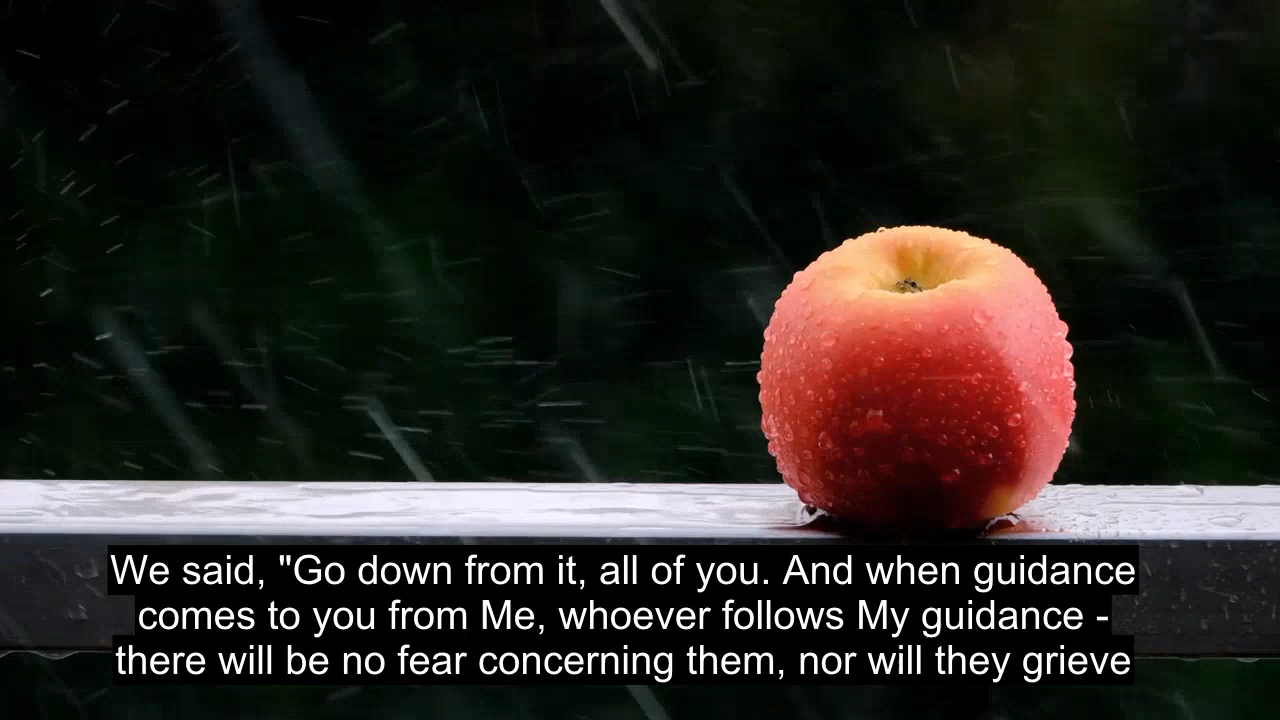 We said, "Go down from it, all of you. And when guidance
comes to you from Me, whoever follows My guidance -
there will be no fear concerning them, nor will they grieve